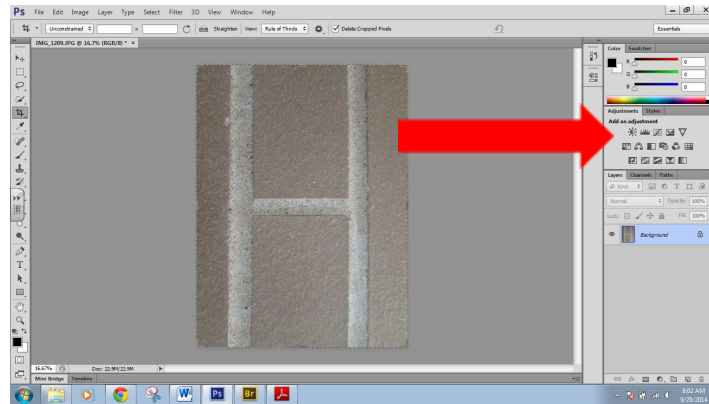 Ps File Edit Image Layer Type Select Filter 3D View Window Help
Unconstrained x Straighten View: Rule of Thirds Delete Cropped Pixels Essentials
IMG_1209.JPG @ 16.7% (RGB/8) * ×
Color Swatches
R 0
G 0
B 0
Adjustments Styles
Add an adjustment
Layers Channels Paths
Kind T
Normal Opacity: 100%
Lock: Fill: 100%
Background
T
16.67% Doc: 22.9M/22.9M
Mini Bridge Timeline
fx
W Ps Br
8:02 AM
9/29/2014